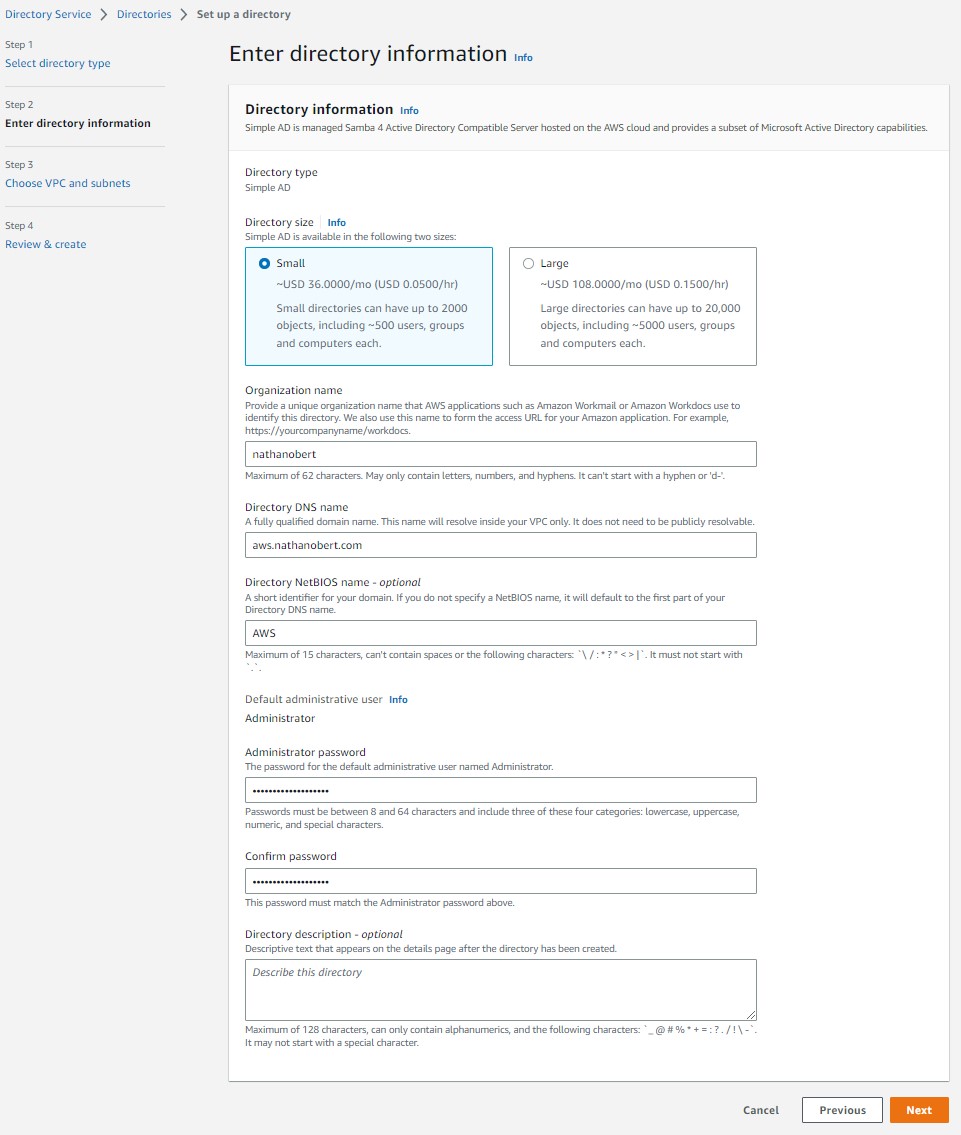 Directory Service > Directories > Set up a directory
Step 1
Select directory type
Step 2
Enter directory information
Step 3
Choose VPC and subnets
Step 4
Review & create
Enter directory information Info
Directory information Info
Simple AD is managed Samba 4 Active Directory Compatible Server hosted on the AWS cloud and provides a subset of Microsoft Active Directory capabilities.
Directory type
Simple AD
Directory size | Info
Simple AD is available in the following two sizes:
Small
~USD 36.0000/mo (USD 0.0500/hr)
Small directories can have up to 2000
objects, including ~500 users, groups
and computers each.
Large
~USD 108.0000/mo (USD 0.1500/hr)
Large directories can have up to 20,000
objects, including ~5000 users, groups
and computers each.
Organization name
Provide a unique organization name that AWS applications such as Amazon Workmail or Amazon Workdocs use to
identify this directory. We also use this name to form the access URL for your Amazon application. For example,
https://yourcompanyname/workdocs.
nathanobert
Maximum of 62 characters. May only contain letters, numbers, and hyphens. It can't start with a hyphen or 'd-'.
Directory DNS name
A fully qualified domain name. This name will resolve inside your VPC only. It does not need to be publicly resolvable.
aws.nathanobert.com
Directory NetBIOS name - optional
A short identifier for your domain. If you do not specify a NetBIOS name, it will default to the first part of your
Directory DNS name.
AWS
Maximum of 15 characters, can't contain spaces or the following characters: `\ / : * ? " < > |`. It must not start with
`.`.
Default administrative user Info
Administrator
Administrator password
The password for the default administrative user named Administrator.
•••••••••••••••••••
Passwords must be between 8 and 64 characters and include three of these four categories: lowercase, uppercase,
numeric, and special characters.
Confirm password
•••••••••••••••••••
This password must match the Administrator password above.
Directory description - optional
Descriptive text that appears on the details page after the directory has been created.
Describe this directory
Maximum of 128 characters, can only contain alphanumerics, and the following characters: `_ @ # % * + = : ? . / ! \ -`.
It may not start with a special character.
Cancel
Previous
Next